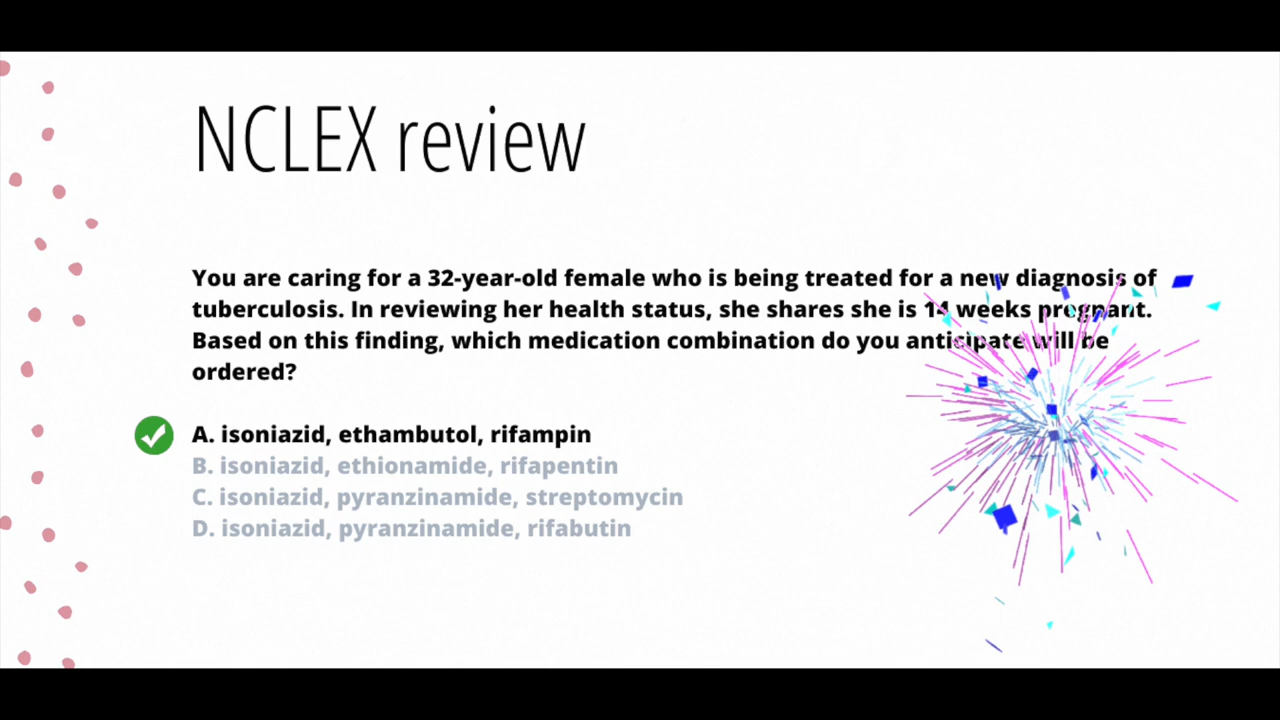 NCLEX review
You are caring for a 32-year-old female who is being treated for a new diagnosis of
tuberculosis. In reviewing her health status, she shares she is 14 weeks pregnant.
Based on this finding, which medication combination do you anticipate will be
ordered?
A. isoniazid, ethambutol, rifampin
B. isoniazid, ethionamide, rifapentin
C. isoniazid, pyranzinamide, streptomycin
D. isoniazid, pyranzinamide, rifabutin